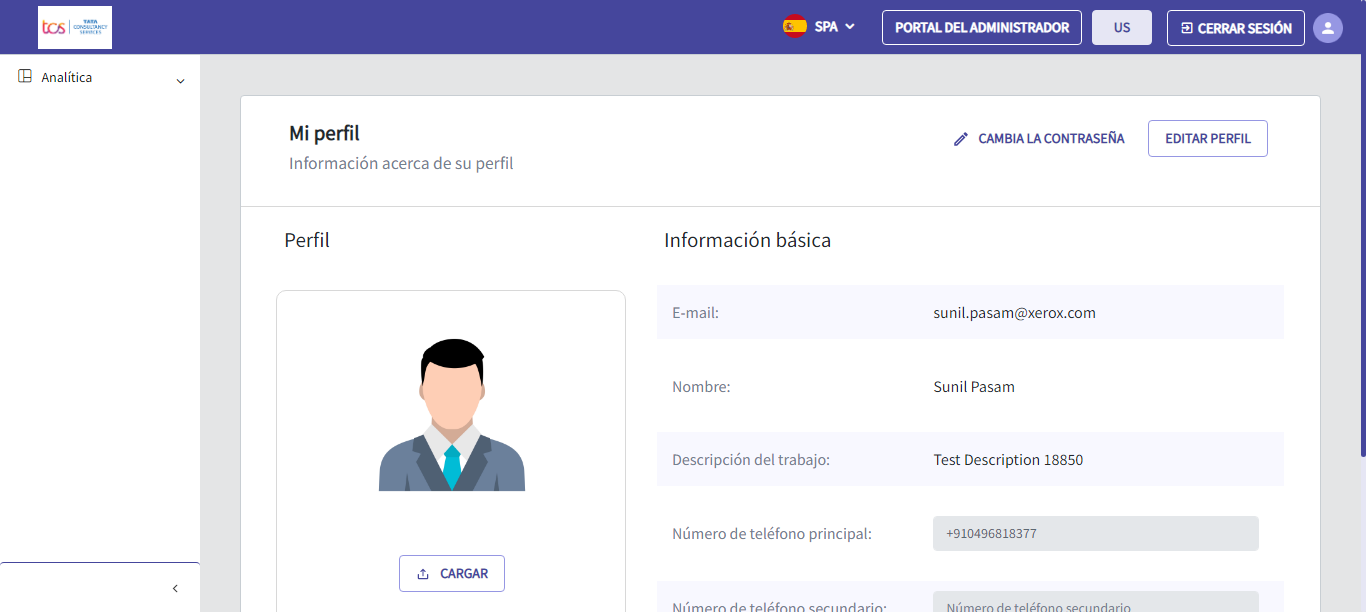 tcs TATA CONSULTANCY SERVICES
SPA
PORTAL DEL ADMINISTRADOR
US
CERRAR SESIÓN
Analítica
Mi perfil
Información acerca de su perfil
CAMBIA LA CONTRASEÑA
EDITAR PERFIL
Perfil
Información básica
E-mail: sunil.pasam@xerox.com
Nombre: Sunil Pasam
Descripción del trabajo: Test Description 18850
Número de teléfono principal: +910496818377
CARGAR
Número de teléfono secundario: Número de teléfono secundario